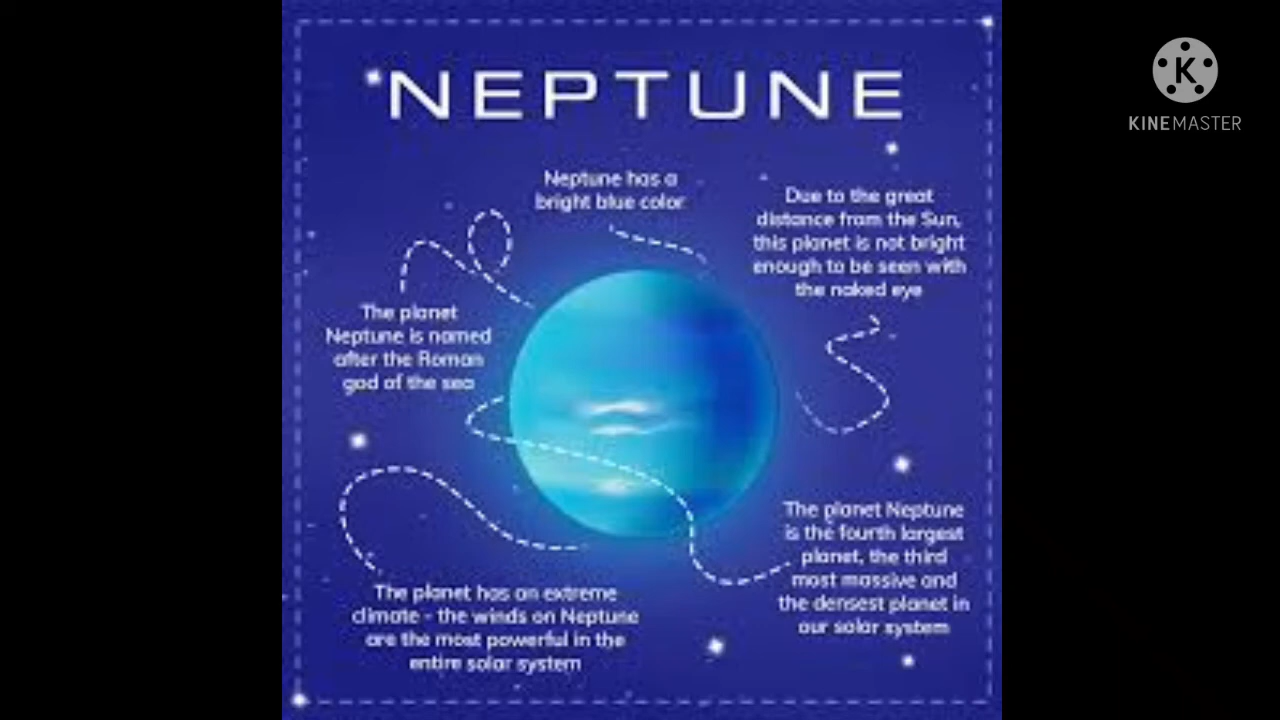 NEPTUNE
K
KINEMASTER
Neptune has a
bright blue color
Due to the great
distance from the Sun,
this planet is not bright
enough to be seen with
the naked eye
The planet
Neptune is named
after the Roman
god of the sea
The planet Neptune
is the fourth largest
planet, the third
most massive and
the densest planet in
our solar system
The planet has an extreme
climate - the winds on Neptune
are the most powerful in the
entire solar system